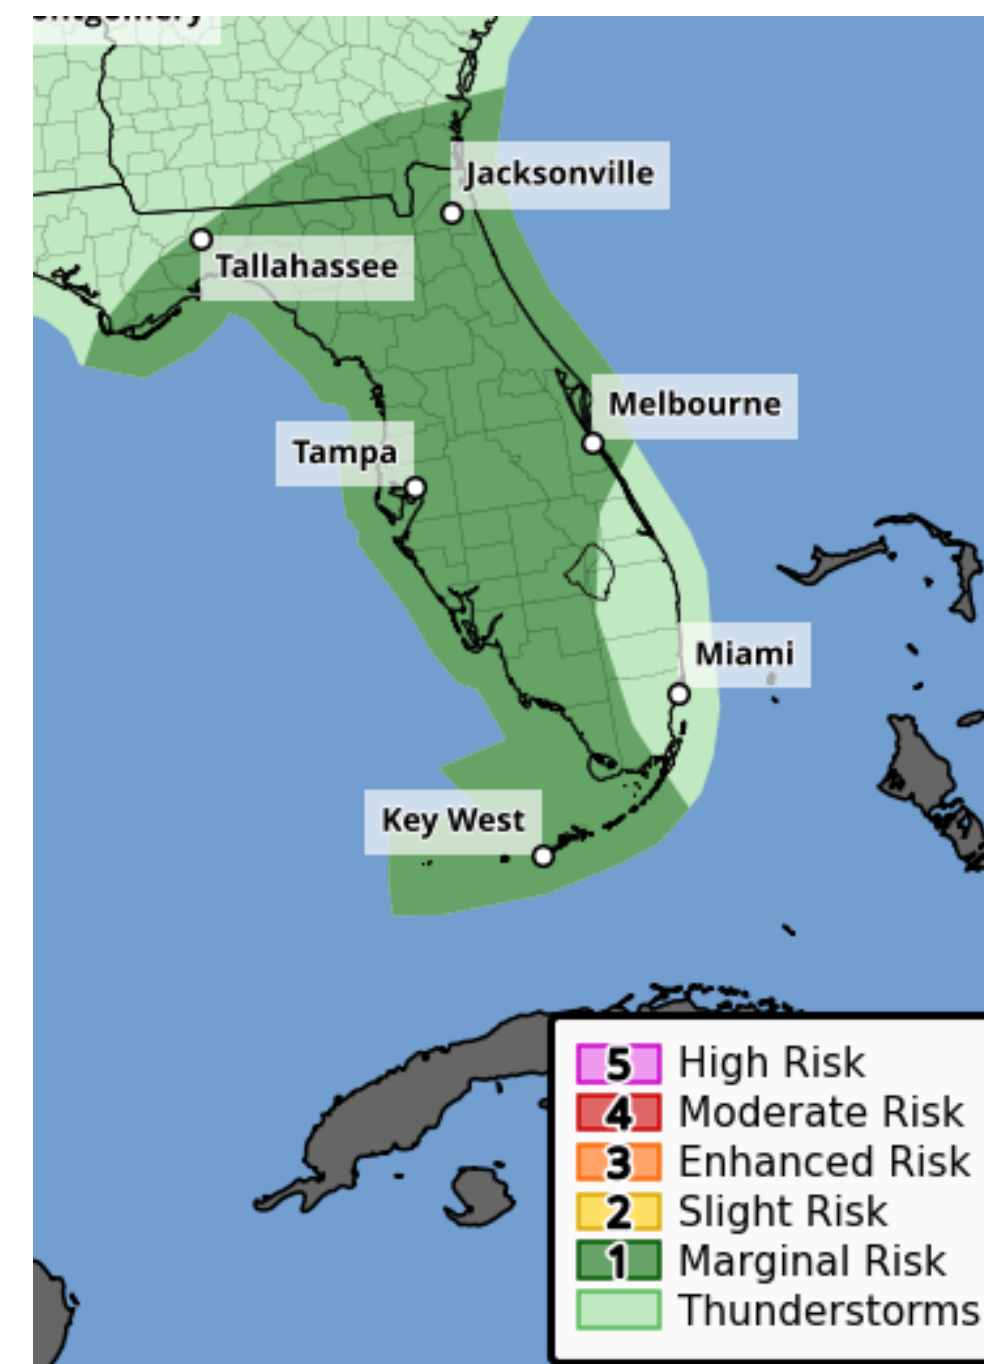 Jacksonville
Tallahassee
Melbourne
Tampa
Miami
Key West
5 High Risk
4 Moderate Risk
3 Enhanced Risk
2 Slight Risk
1 Marginal Risk
Thunderstorms